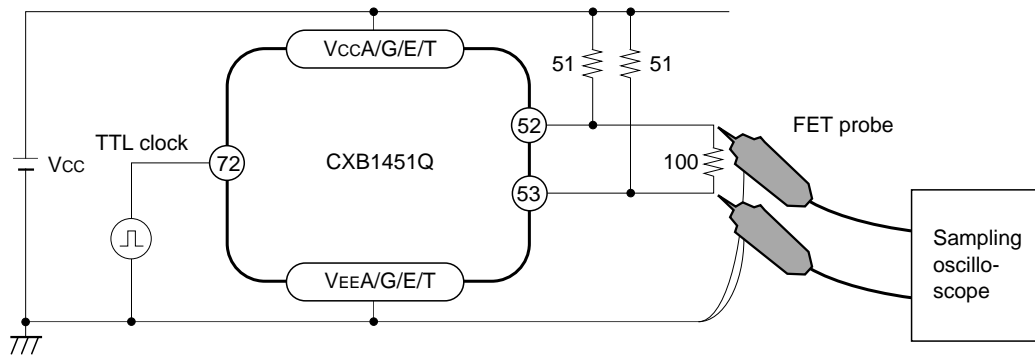 VCCA/G/E/T
51
51
TTL clock
52
FET probe
VCC
72
CXB1451Q
100
53
Sampling
oscillo-
scope
VEEA/G/E/T